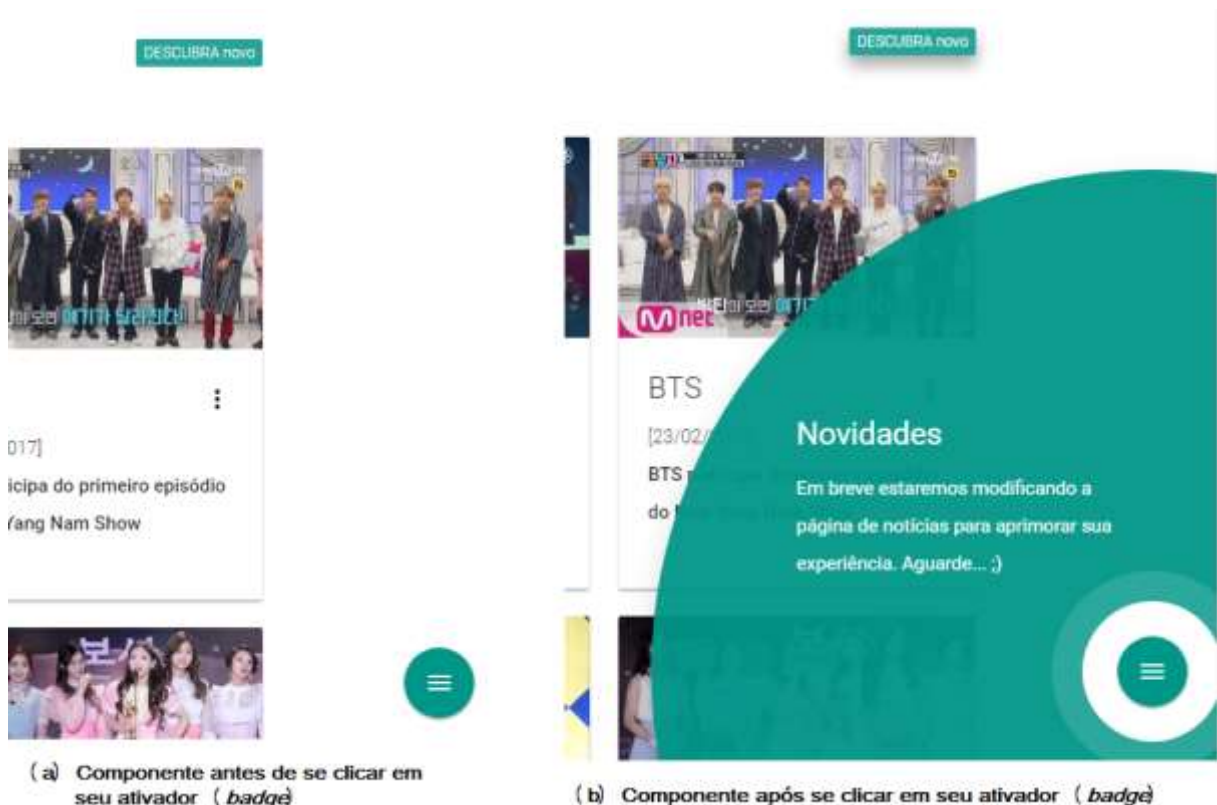 DESCUBRA novo
017]
icipa do primeiro episódio
Yang Nam Show
( a) Componente antes de se clicar em
seu ativador ( badge)
DESCUBRA novo
Mnet
BTS
[23/02/
BTS
do
Novidades
Em breve estaremos modificando a
página de notícias para aprimorar sua
experiência. Aguarde... ;)
( b) Componente após se clicar em seu ativador ( badge)